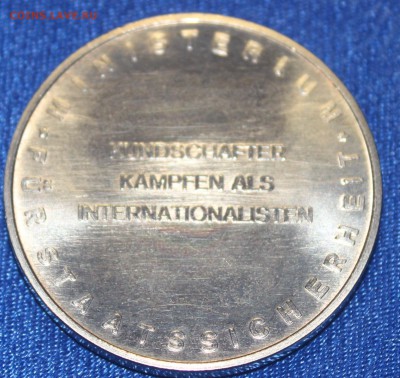 MINISTERIUM FÜR STAATSSICHERHEIT
KUNDSCHAFTER
KÄMPFEN ALS
INTERNATIONALISTEN